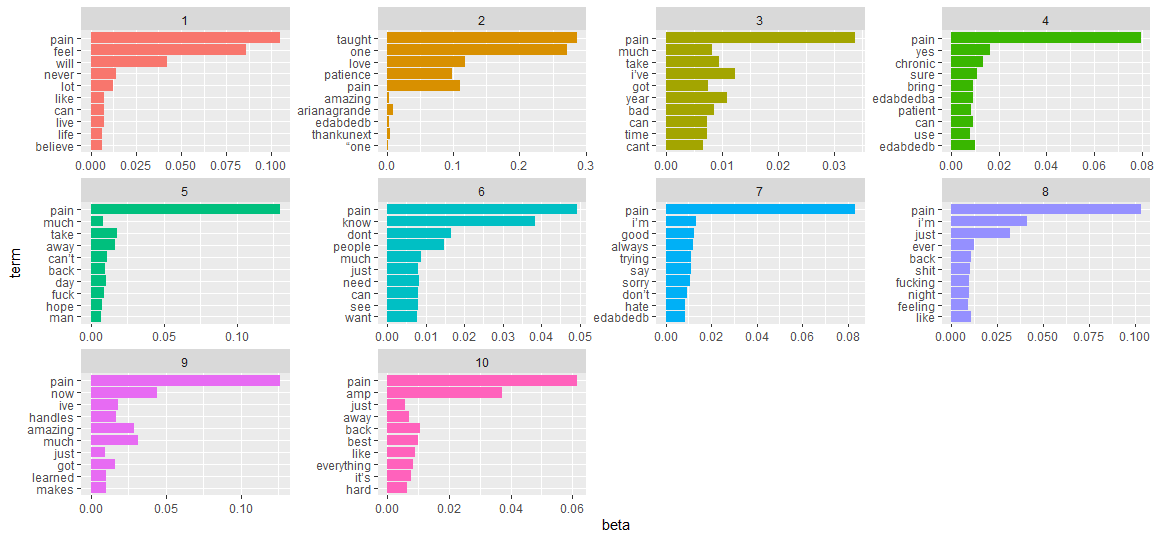 1
pain
feel
will
never
lot
like
can
live
life
believe
0.000 0.025 0.050 0.075 0.100
2
taught
one
love
patience
pain
amazing
arianagrande
edabdedb
thankunext
“one
0.0 0.1 0.2 0.3
3
pain
much
take
i've
got
year
bad
can
time
cant
0.00 0.01 0.02 0.03
4
pain
yes
chronic
sure
bring
edabdedba
patient
can
use
edabdedb
0.00 0.02 0.04 0.06 0.08
5
pain
much
take
away
can't
back
day
fuck
hope
man
0.00 0.05 0.10
6
pain
know
dont
people
much
just
need
can
see
want
0.00 0.01 0.02 0.03 0.04 0.05
7
pain
i'm
good
always
trying
say
sorry
don't
hate
edabdedb
0.00 0.02 0.04 0.06 0.08
8
pain
i'm
just
ever
back
shit
fucking
night
feeling
like
0.000 0.025 0.050 0.075 0.100
9
pain
now
ive
handles
amazing
much
just
got
learned
makes
0.00 0.05 0.10
10
pain
amp
just
away
back
best
like
everything
it's
hard
0.00 0.02 0.04 0.06
term
beta